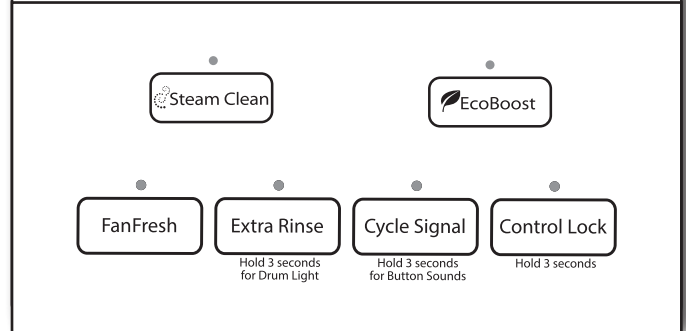 Steam Clean
EcoBoost
FanFresh
Extra Rinse
Cycle Signal
Control Lock
Hold 3 seconds
for Drum Light
Hold 3 seconds
for Button Sounds
Hold 3 seconds